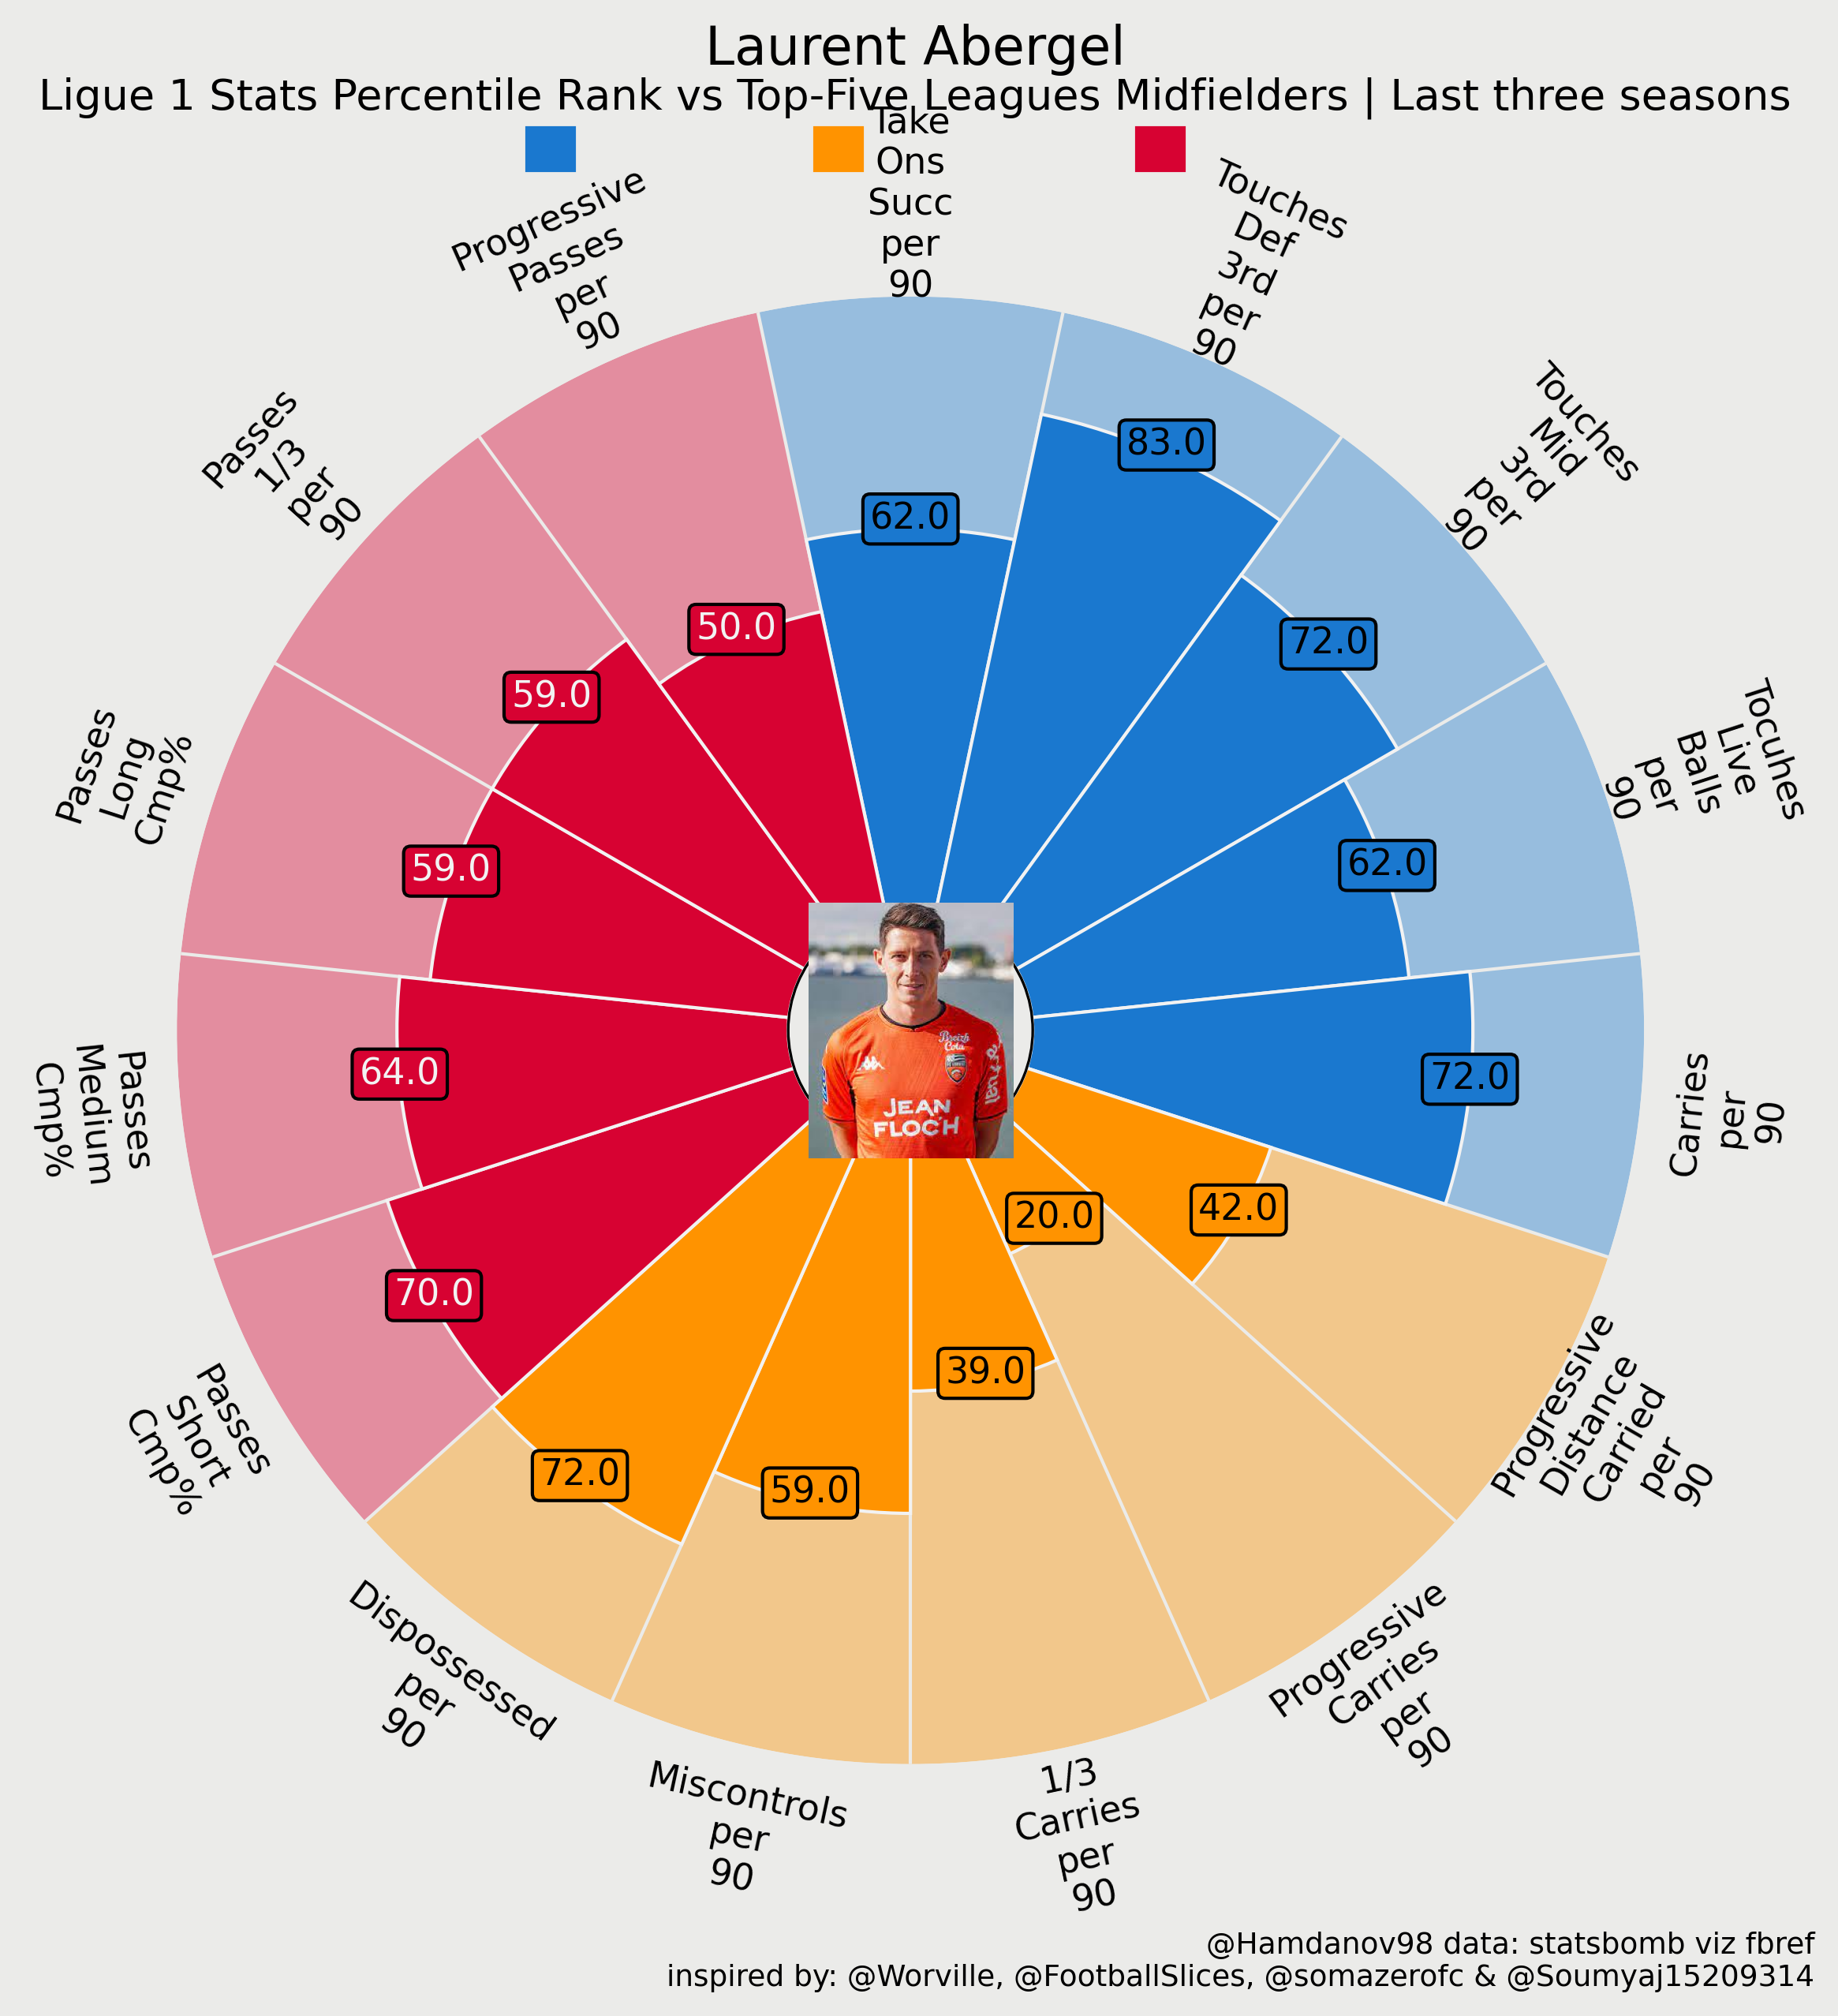 Laurent Abergel
Ligue 1 Stats Percentile Rank vs Top-Five Leagues Midfielders | Last three seasons
Take
Ons
Succ
per
90
Touches
Def
3rd
per
90
Touches
Mid
3rd
per
90
Tocuhes
Live
Balls
per
90
Carries
per
90
Progressive
Distance
Carried
per
90
Progressive
Carries
per
90
1/3
Carries
per
90
Miscontrols
per
90
Dispossessed
per
90
Passes
Short
Cmp%
Passes
Medium
Cmp%
Passes
Long
Cmp%
Passes
1/3
per
90
Progressive
Passes
per
90
62.0
83.0
72.0
62.0
72.0
42.0
20.0
39.0
59.0
72.0
70.0
64.0
59.0
59.0
50.0
Breizh
Cola
JEAN
FLOC'H
@Hamdanov98 data: statsbomb viz fbref
inspired by: @Worville, @FootballSlices, @somazerofc & @Soumyaj15209314